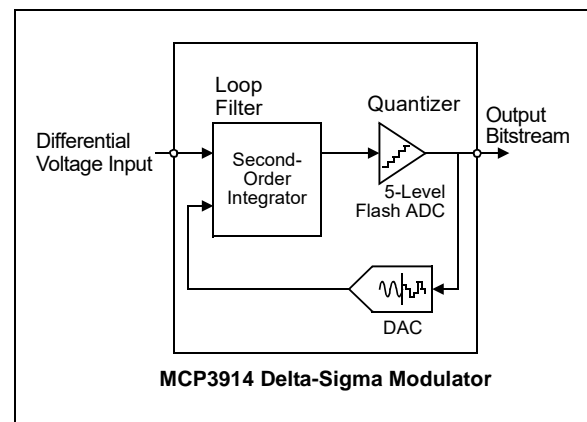 Loop
Filter
Quantizer
Output
Bitstream
Differential
Voltage Input
Second-
Order
Integrator
5-Level
Flash ADC
DAC
MCP3914 Delta-Sigma Modulator